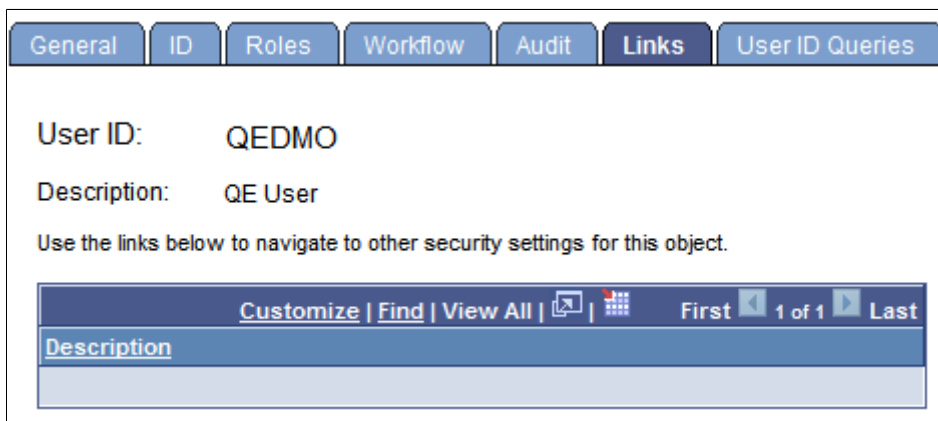 General ID Roles Workflow Audit Links User ID Queries
User ID: QEDMO
Description: QE User
Use the links below to navigate to other security settings for this object.
Customize | Find | View All | | First 1 of 1 Last
Description